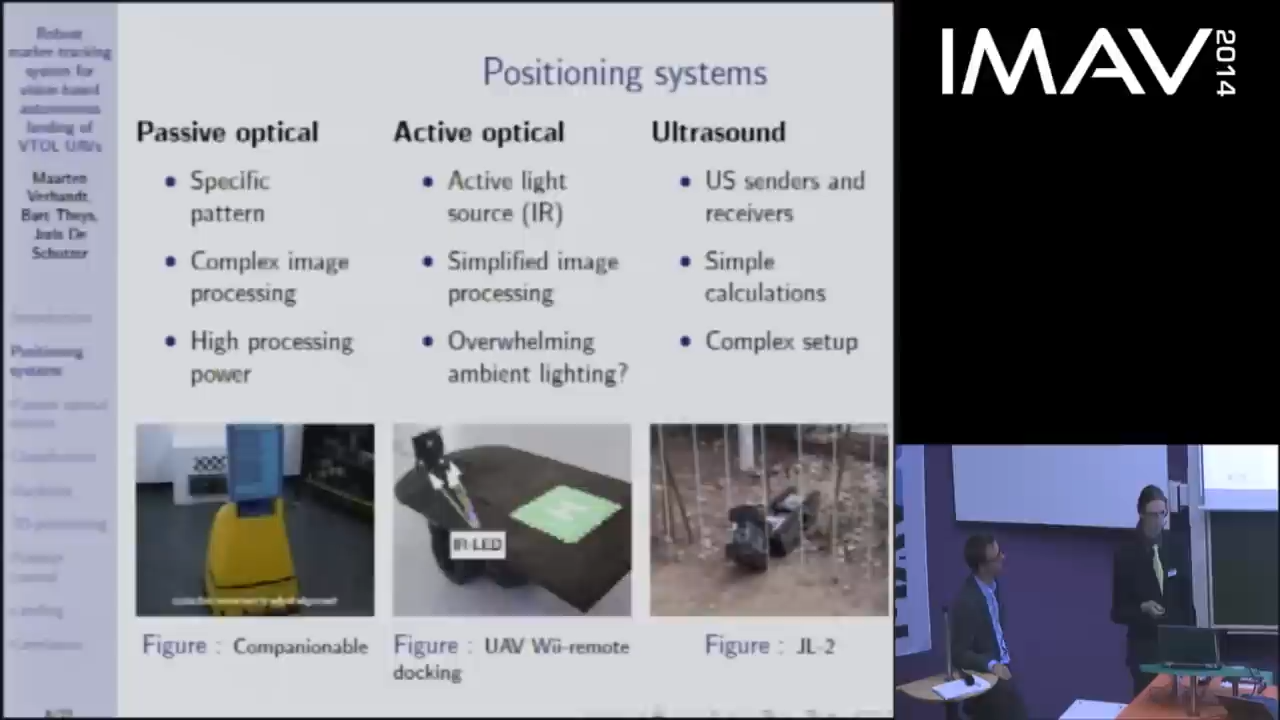 Robust
marker tracking
system for
vision based
autonomous
landing of
VTOL UAVs
Maarten
Verbandt,
Bart Theys,
Joris De
Schutter
Introduction
Positioning
systems
Positioning systems
Passive optical
Specific
pattern
Complex image
processing
High processing
power
Active optical
Active light
source (IR)
Simplified image
processing
Overwhelming
ambient lighting?
Ultrasound
US senders and
receivers
Simple
calculations
Complex setup
IR-LED
Figure : Companionable
Figure : UAV Wii-remote
docking
Figure : JL-2
IMAV
2014